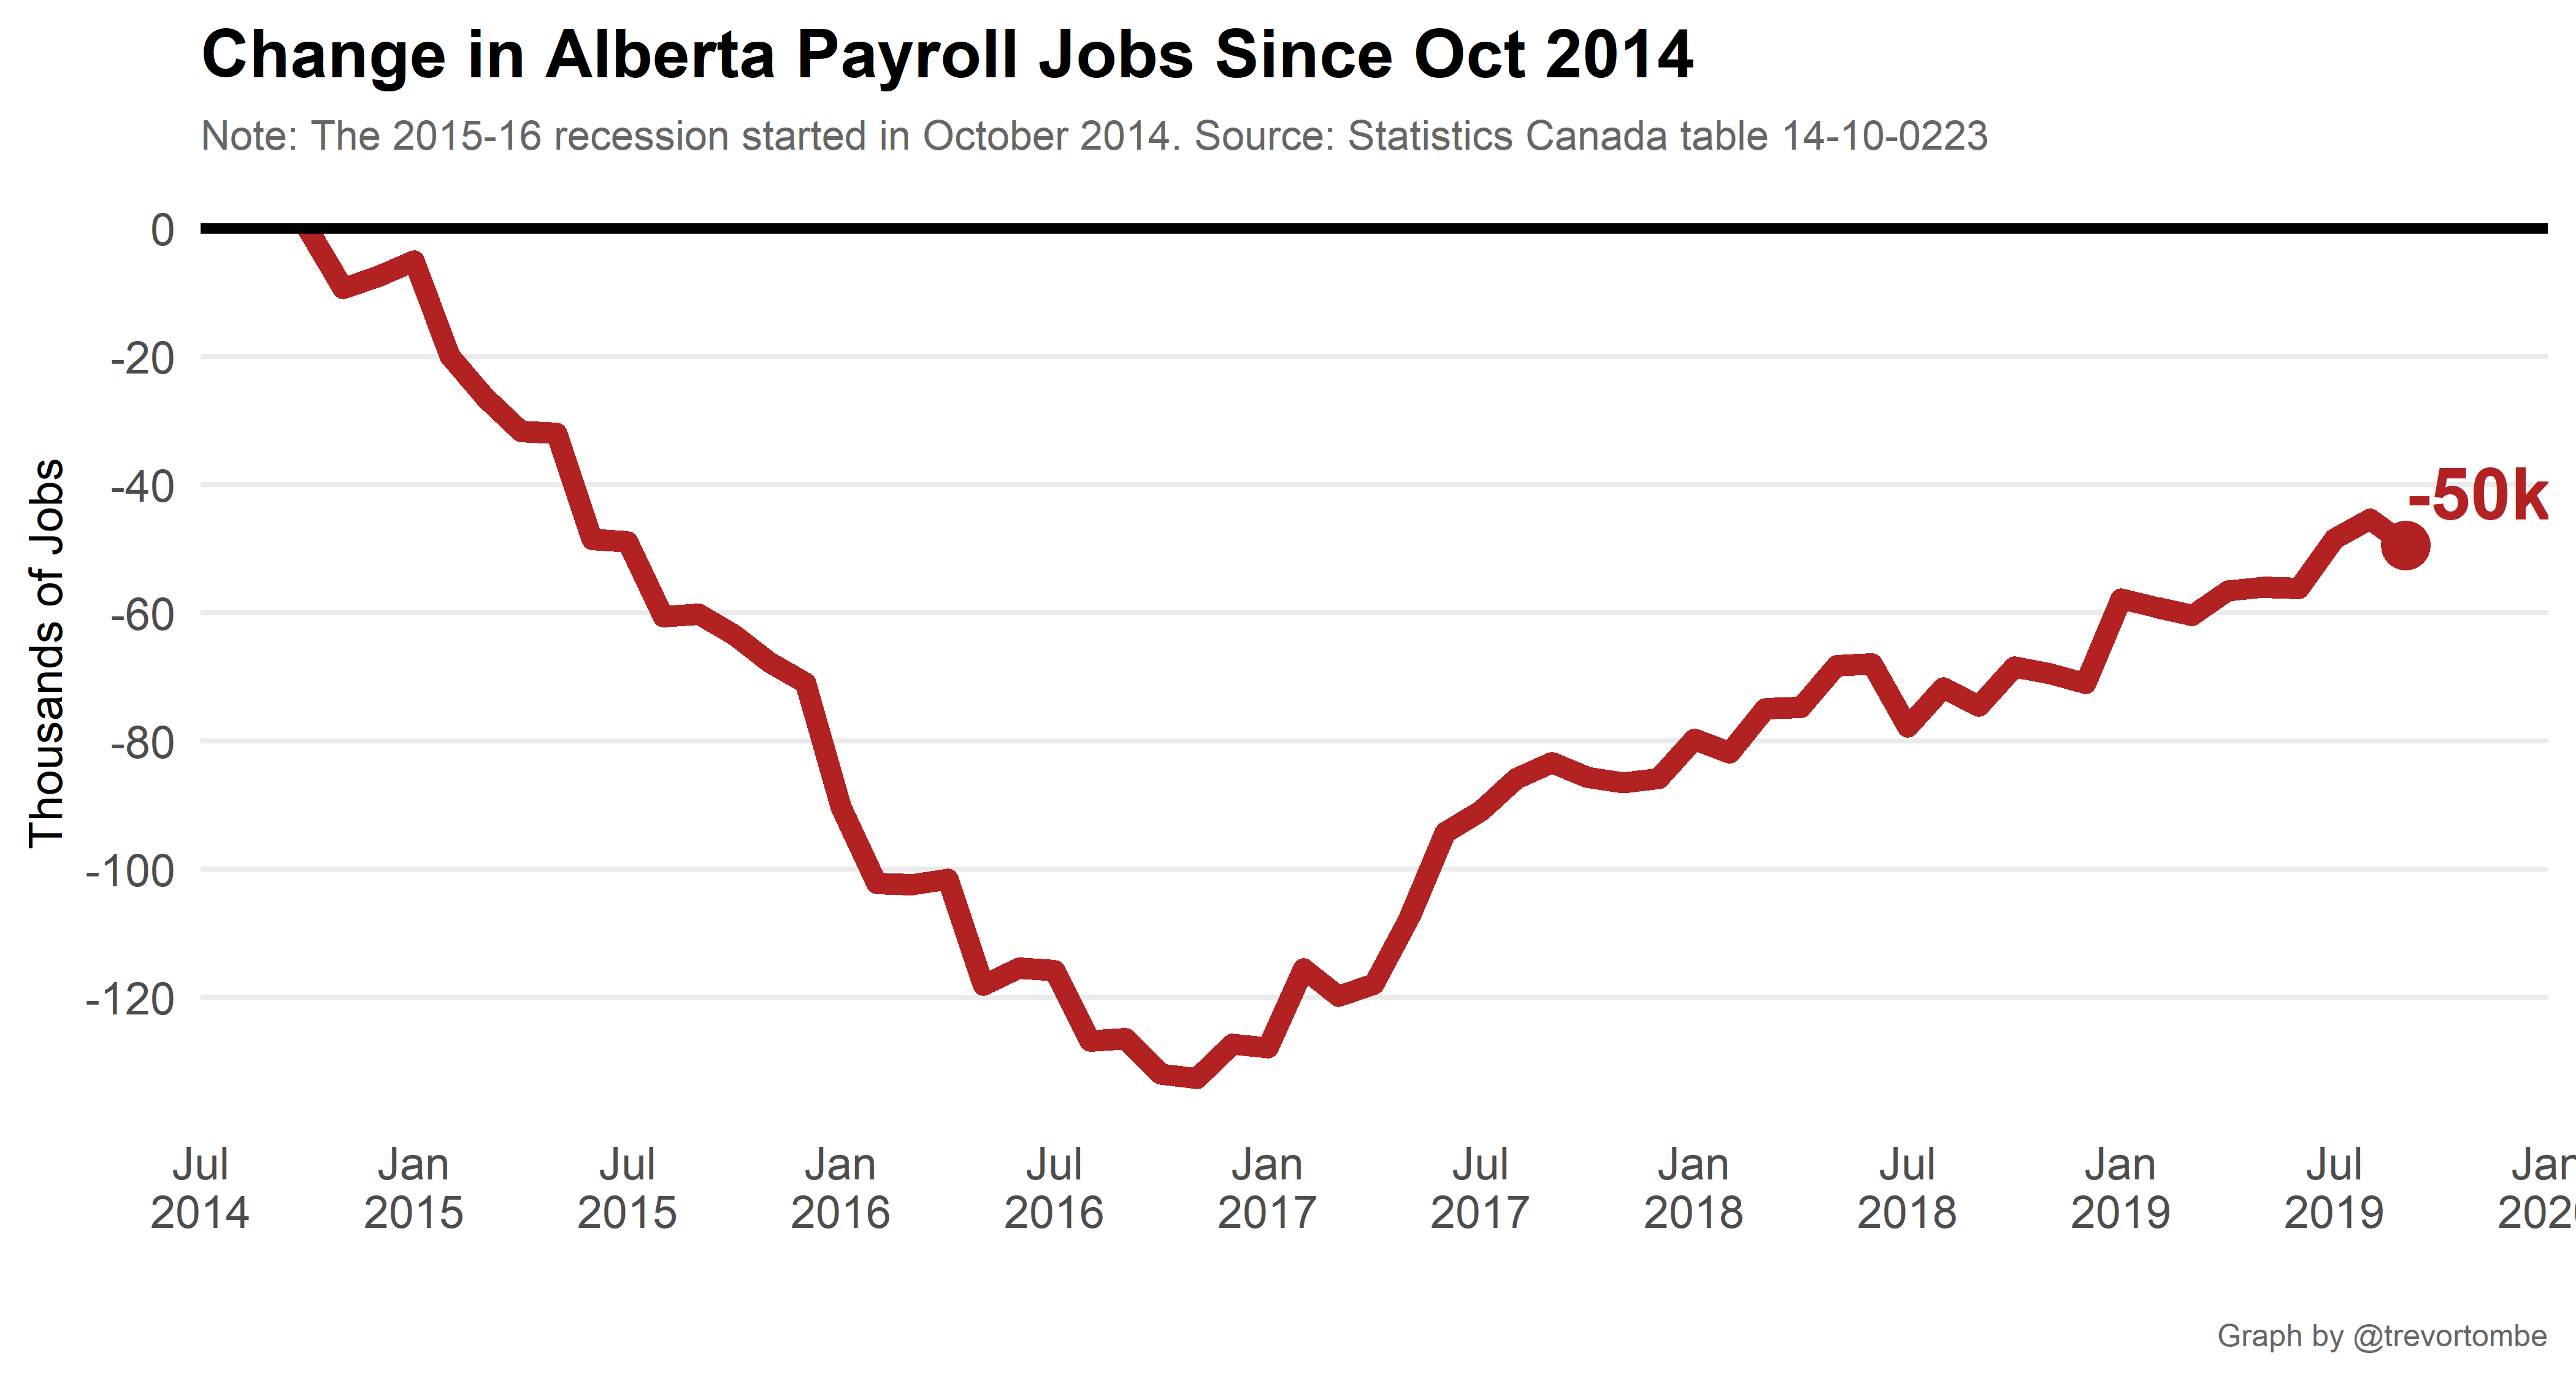 Change in Alberta Payroll Jobs Since Oct 2014
Note: The 2015-16 recession started in October 2014. Source: Statistics Canada table 14-10-0223
Thousands of Jobs
0
-20
-40
-60
-80
-100
-120
-50k
Jul
2014
Jan
2015
Jul
2015
Jan
2016
Jul
2016
Jan
2017
Jul
2017
Jan
2018
Jul
2018
Jan
2019
Jul
2019
Jan
Graph by @trevortombe